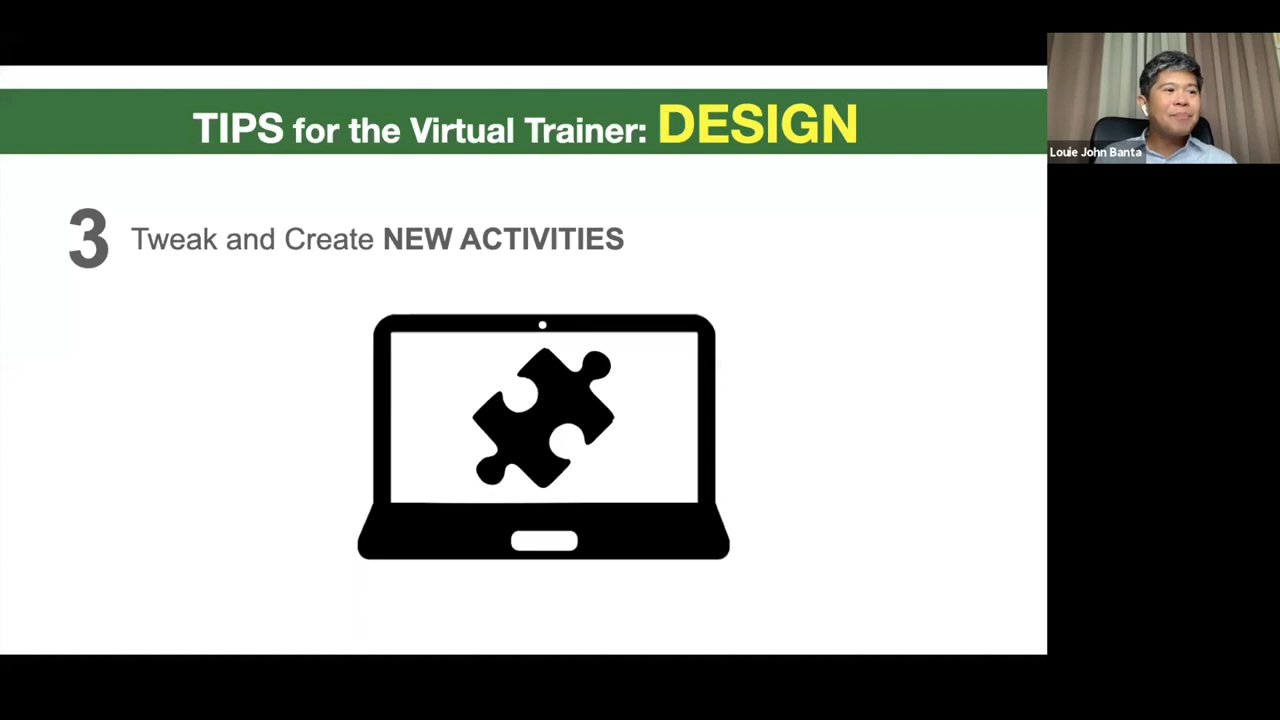 TIPS for the Virtual Trainer: DESIGN
3 Tweak and Create NEW ACTIVITIES
Louie John Banta